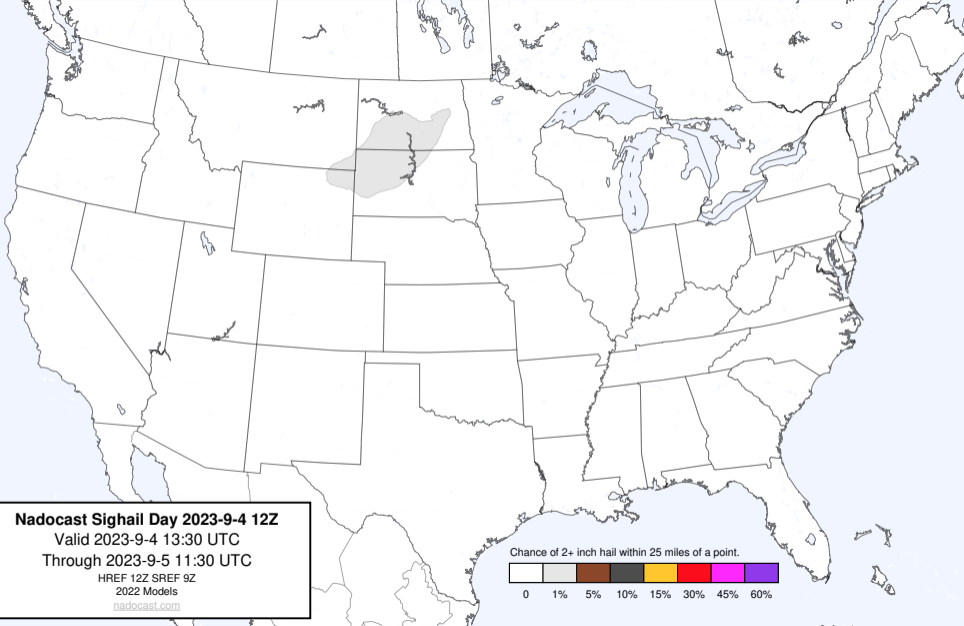 Nadocast Sighail Day 2023-9-4 12Z
Valid 2023-9-4 13:30 UTC
Through 2023-9-5 11:30 UTC
HREF 12Z SREF 9Z
2022 Models
nadocast.com
Chance of 2+ inch hail within 25 miles of a point.
0 1% 5% 10% 15% 30% 45% 60%